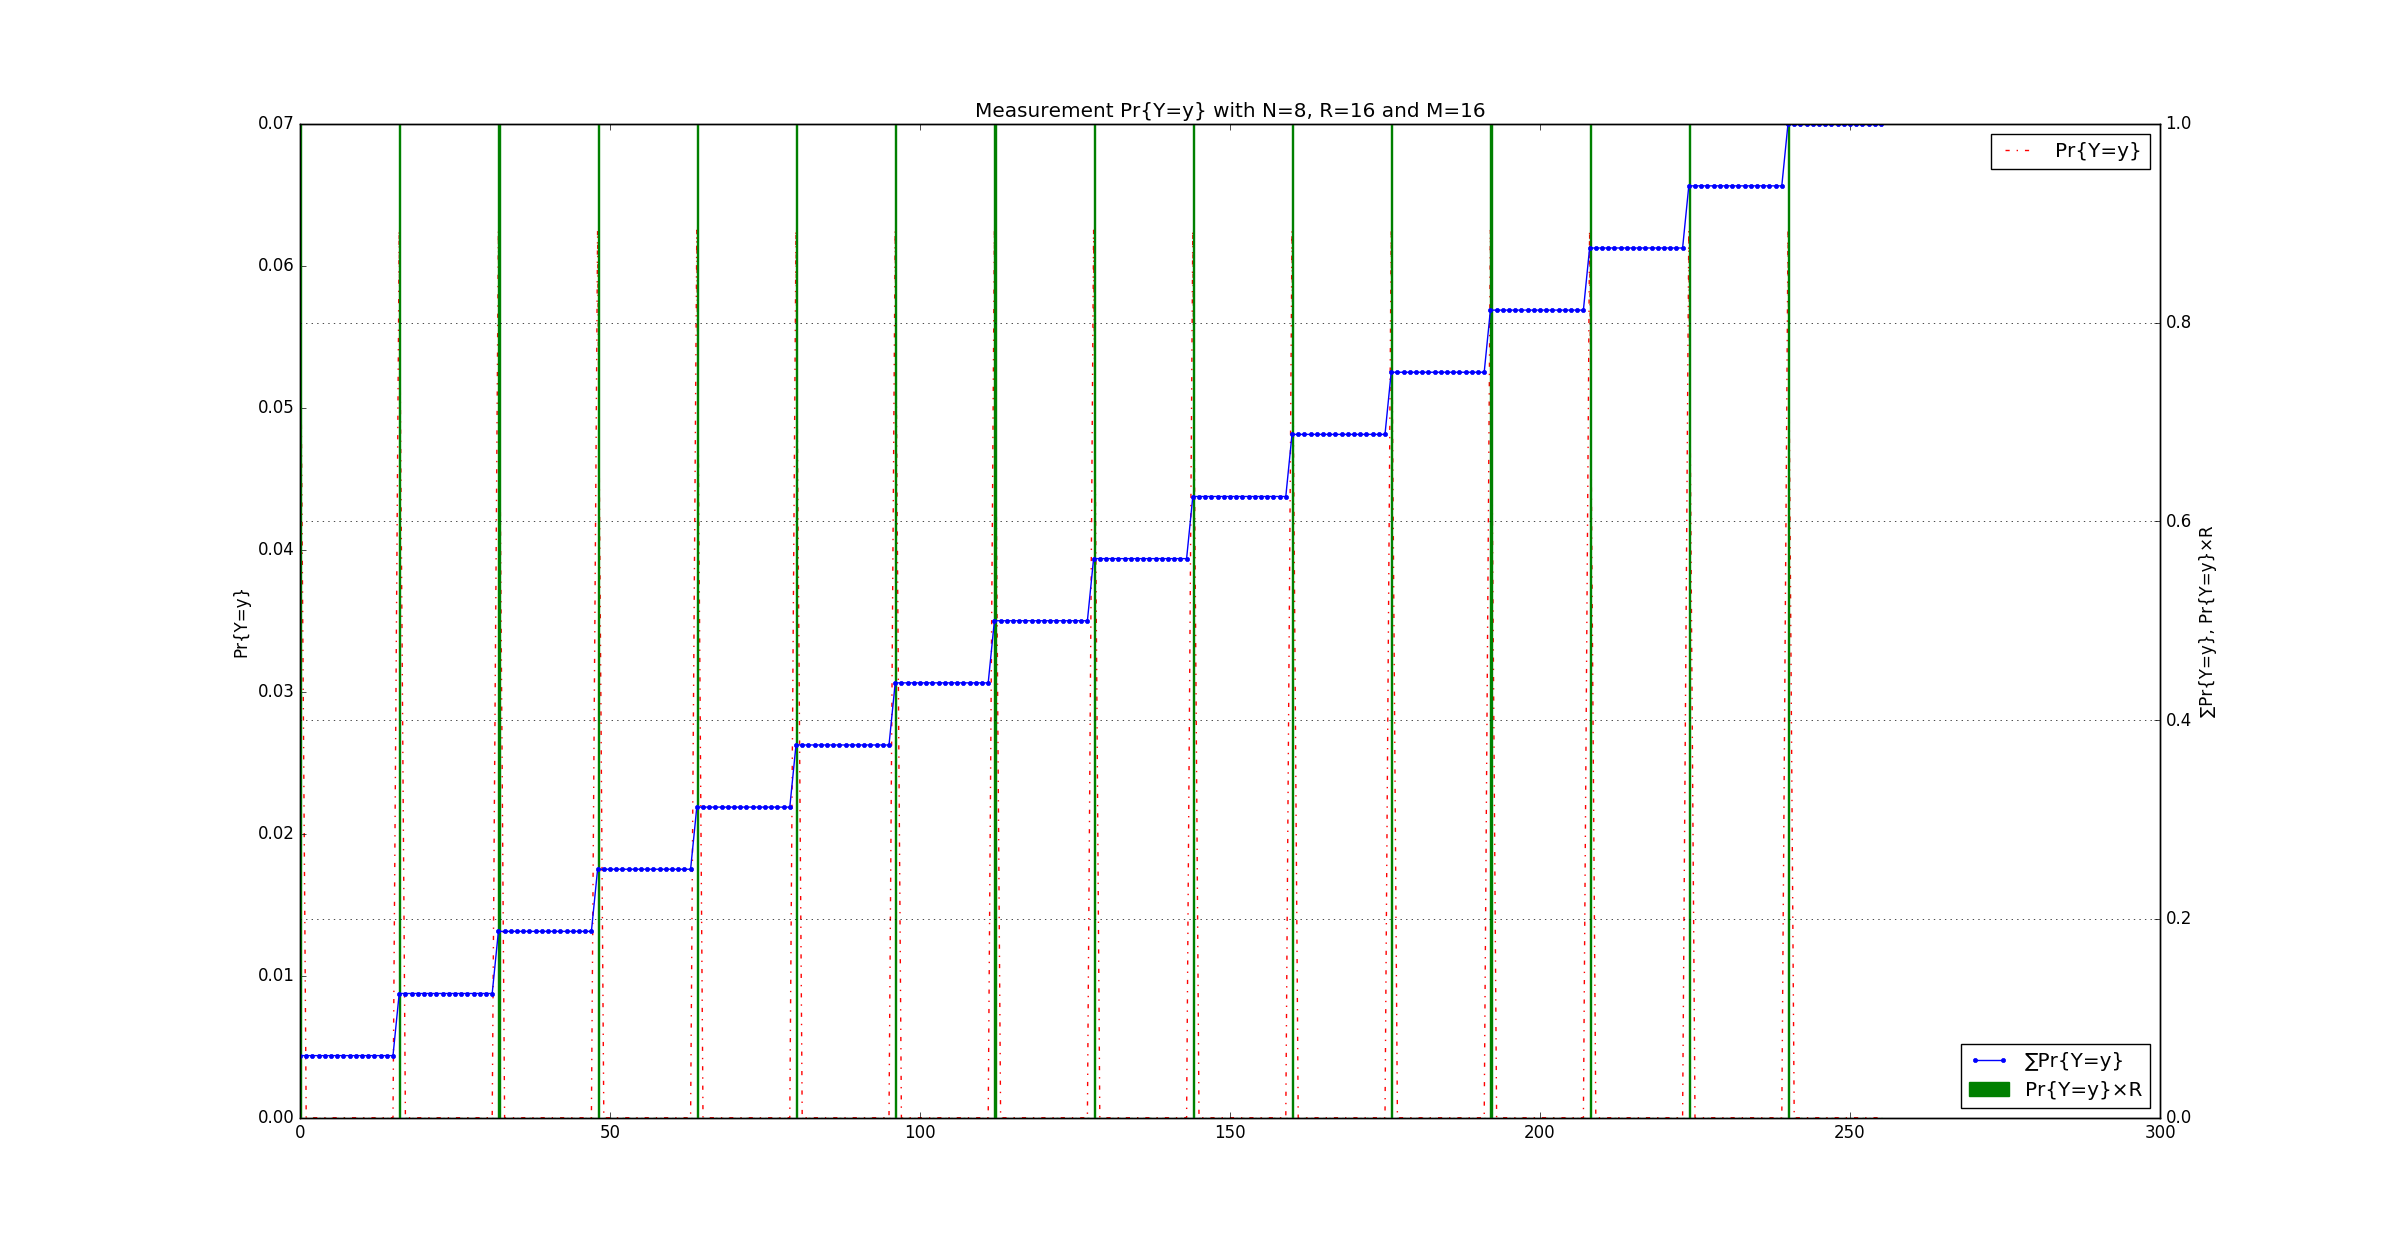 Measurement Pr{Y=y} with N=8, R=16 and M=16
0.07
0.06
0.05
0.04
0.03
0.02
0.01
0.00
Pr{Y=y}
0 50 100 150 200 250 300
1.0
0.8
0.6
0.4
0.2
0.0
∑Pr{Y=y}, Pr{Y=y}×R
Pr{Y=y}
∑Pr{Y=y}
Pr{Y=y}×R